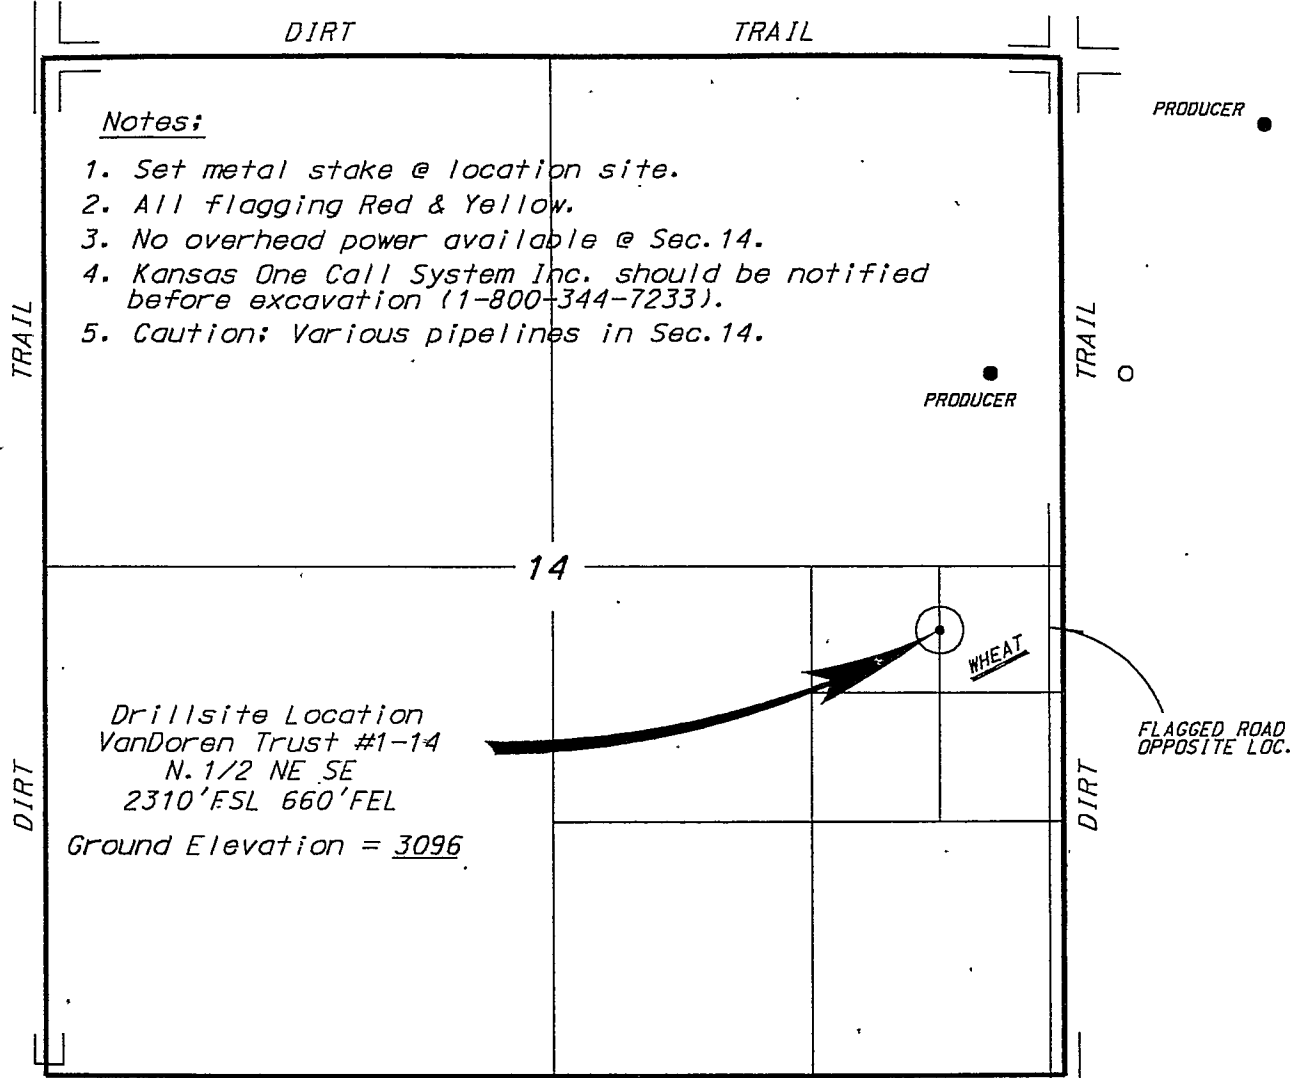 DIRT TRAIL
PRODUCER
Notes:
1. Set metal stake @ location site.
2. All flagging Red & Yellow.
3. No overhead power available @ Sec.14.
4. Kansas One Call System Inc. should be notified
before excavation (1-800-344-7233).
5. Caution: Various pipelines in Sec.14.
TRAIL
TRAIL
PRODUCER
14
WHEAT
Drillsite Location
VanDoren Trust #1-14
N. 1/2 NE SE
2310'FSL 660'FEL
Ground Elevation = 3096
FLAGGED ROAD
OPPOSITE LOC.
DIRT
DIRT